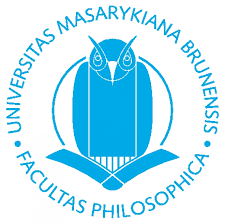 UNIVERSITAS MASARYKIANA BRUNENSIS
• FACULTAS PHILOSOPHICA •